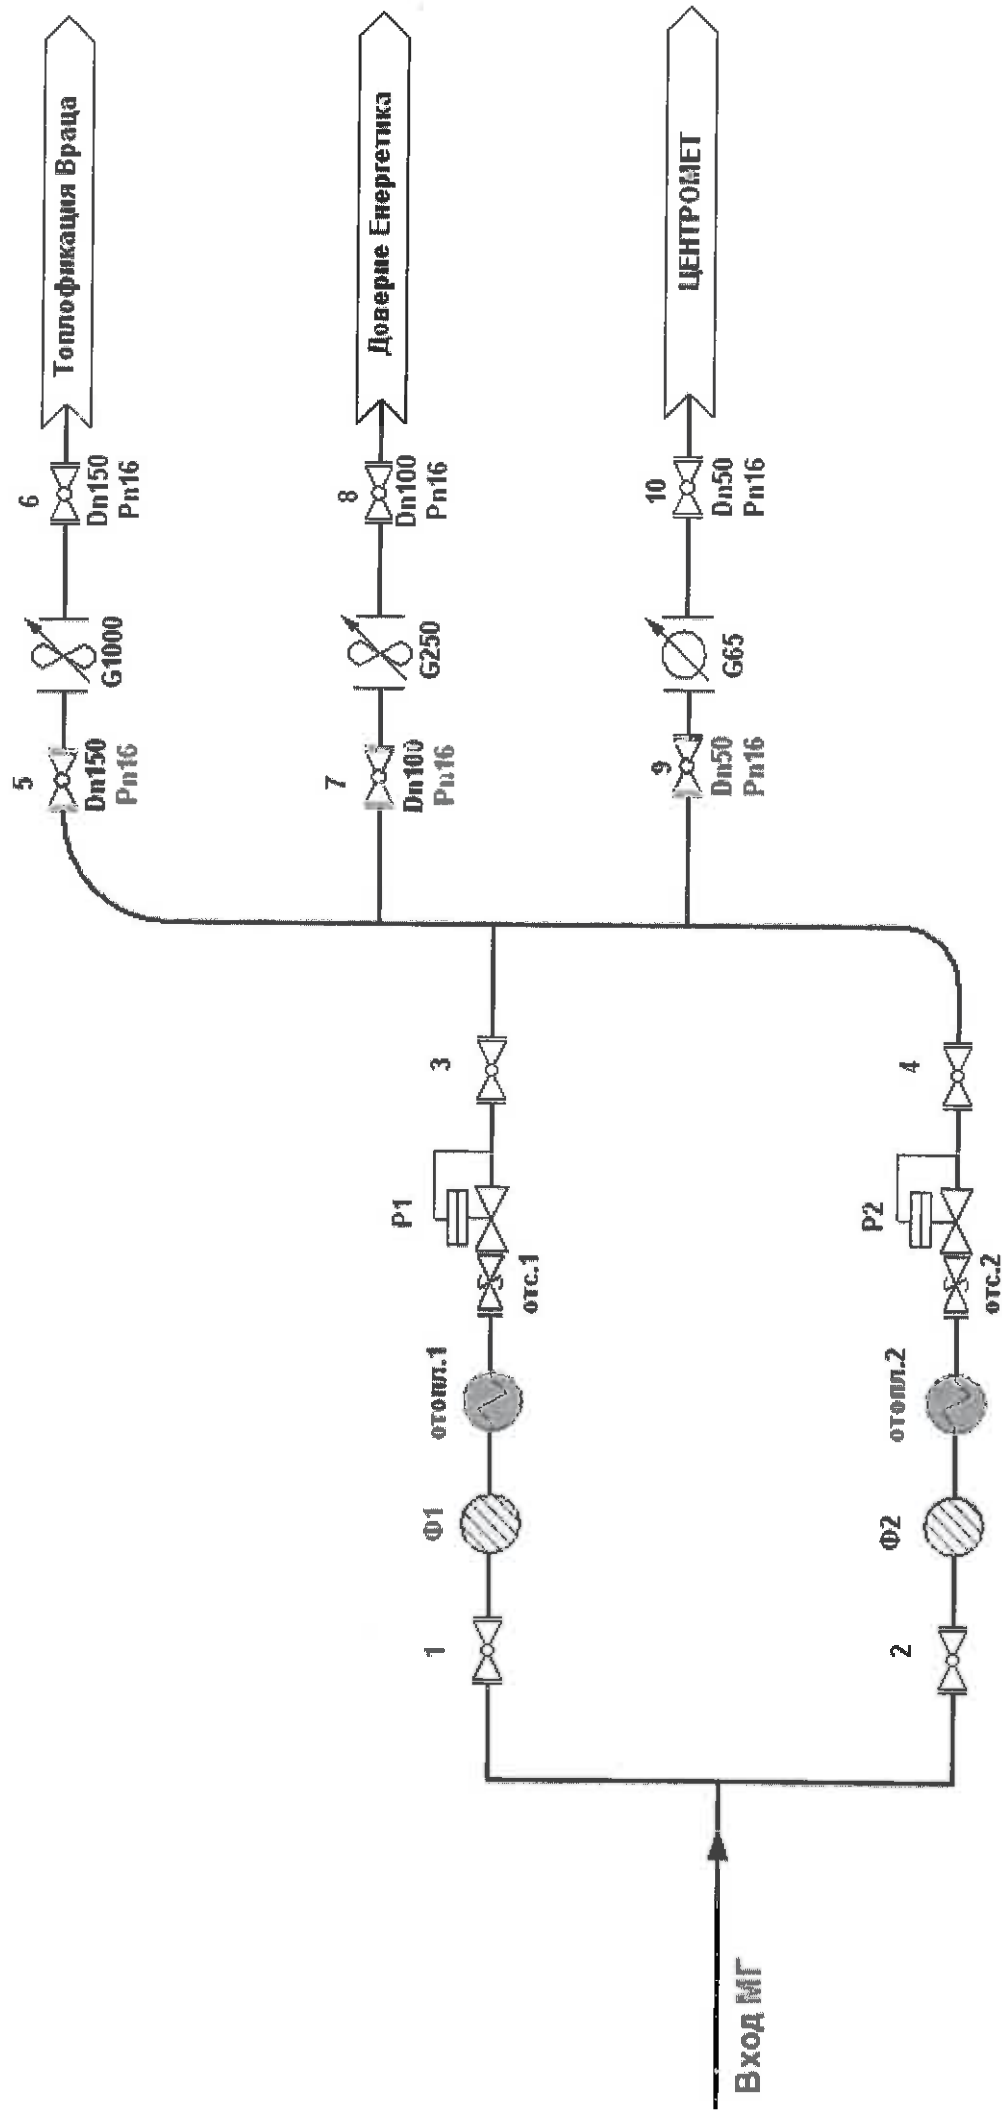 Топлофикация Враца
6
Dn150
Pn16
G1000
5
Dn150
Pn16
Доверие Енергетика
8
Dn100
Pn16
G250
7
Dn100
Pn16
ЦЕНТРОМЕТ
10
Dn50
Pn16
G65
9
Dn50
Pn16
3
P1
отс.1
отопл.1
Ф1
1
4
P2
отс.2
отопл.2
Ф2
2
Вход МГ